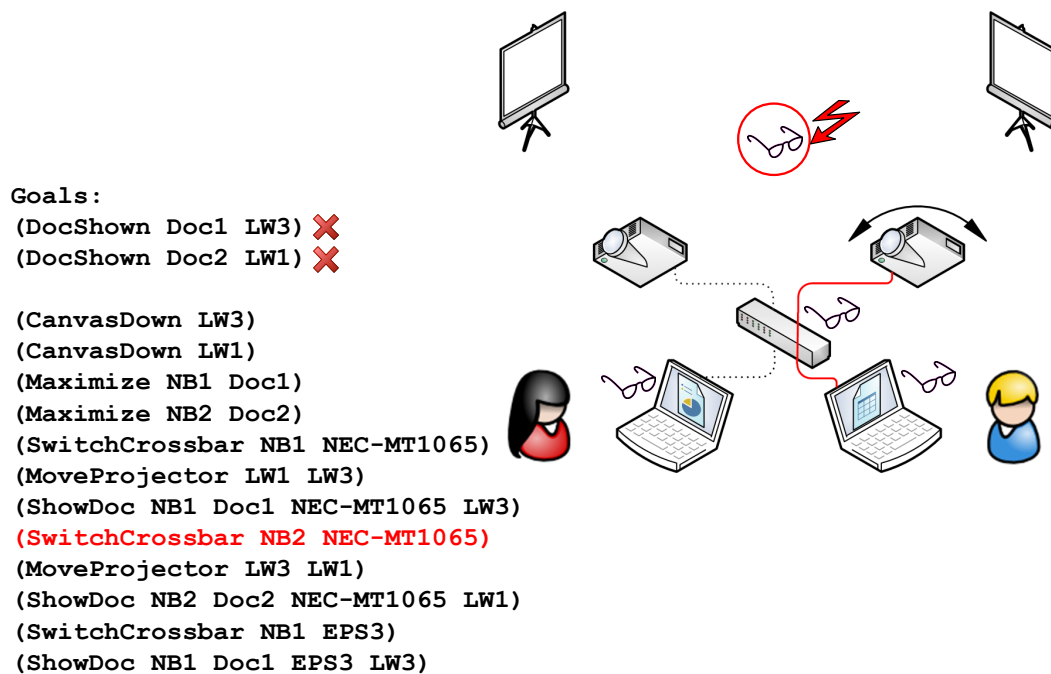 Goals:
(DocShown Doc1 LW3)
(DocShown Doc2 LW1)
(CanvasDown LW3)
(CanvasDown LW1)
(Maximize NB1 Doc1)
(Maximize NB2 Doc2)
(SwitchCrossbar NB1 NEC-MT1065)
(MoveProjector LW1 LW3)
(ShowDoc NB1 Doc1 NEC-MT1065 LW3)
(SwitchCrossbar NB2 NEC-MT1065)
(MoveProjector LW3 LW1)
(ShowDoc NB2 Doc2 NEC-MT1065 LW1)
(SwitchCrossbar NB1 EPS3)
(ShowDoc NB1 Doc1 EPS3 LW3)